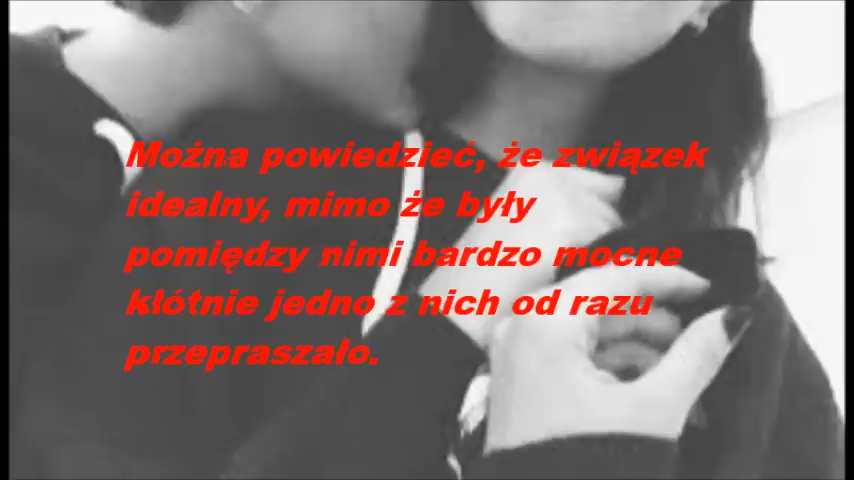 Można powiedzieć, że związek
idealny, mimo że były
pomiędzy nimi bardzo mocne
kłótnie jedno z nich od razu
przepraszało.